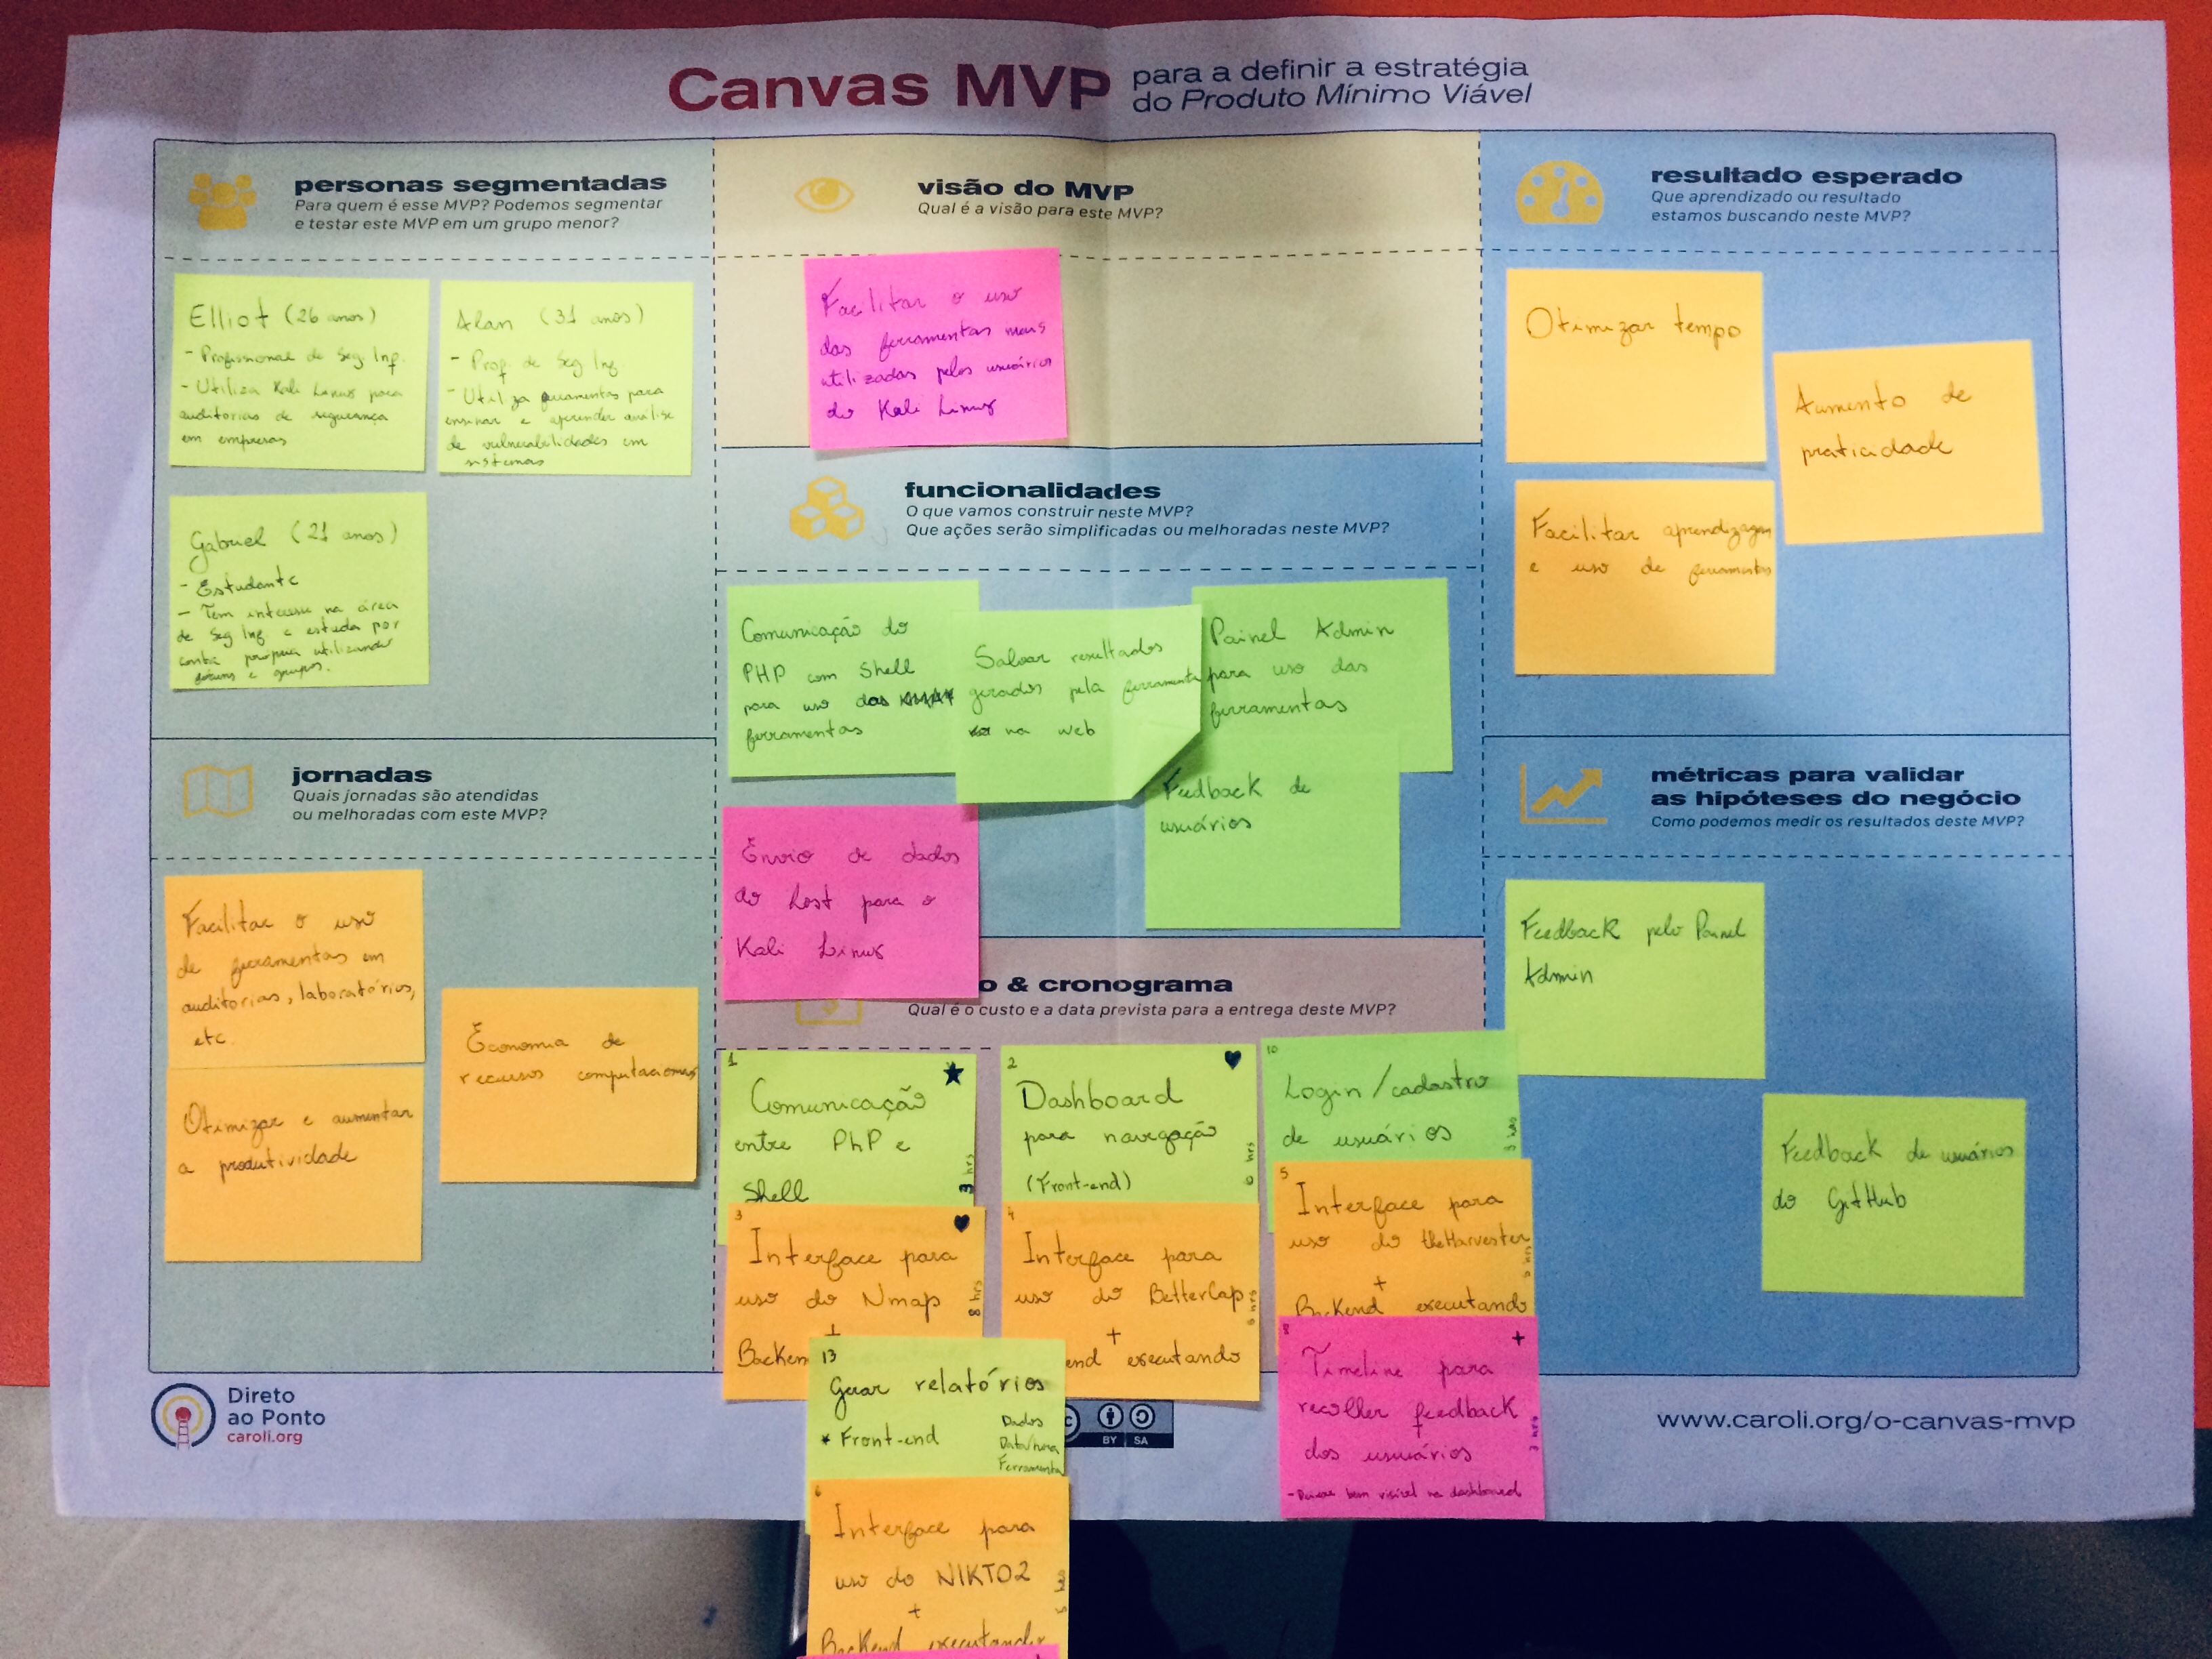 Canvas MVP
para a definir a estratégia
do Produto Mínimo Viável
personas segmentadas
Para quem é esse MVP? Podemos segmentar
e testar este MVP em um grupo menor?
Elliot (26 anos)
- Profissional de Seg Inf.
- Utiliza Kali Linux para
auditorias de segurança
em empresas
Alan (31 anos)
- Prof. de Seg Inf
- Utiliza ferramentas para
ensinar e aprender análise
de vulnerabilidades em
sistemas
Gabriel (21 anos)
- Estudante
- Tem interesse na área
de Seg Inf. e estuda por
conta própria utilizando
fóruns e grupos.
jornadas
Quais jornadas são atendidas
ou melhoradas com este MVP?
Facilitar o uso
de ferramentas em
auditorias, laboratórios,
etc.
Economia de
recursos computacionais
Otimizar e aumentar
a produtividade
visão do MVP
Qual é a visão para este MVP?
Facilitar o uso
das ferramentas mais
utilizadas pelos usuários
do Kali Linux
funcionalidades
O que vamos construir neste MVP?
Que ações serão simplificadas ou melhoradas neste MVP?
Comunicação do
PHP com Shell
para uso das
ferramentas
Salvar resultados
gerados pela ferramenta
na web
Painel Admin
para uso das
ferramentas
Feedback de
usuários
Envio de dados
do host para o
Kali Linux
o & cronograma
Qual é o custo e a data prevista para a entrega deste MVP?
1
Comunicação
entre PhP e
Shell
3 hrs
2
Dashboard
para navegação
(Front-end)
hrs
10
Login/cadastro
de usuários
3
Interface para
uso do Nmap
+
Backen
8 hrs
4
Interface para
uso do BetterCap
+
end executando
hrs
5
Interface para
uso do theHarvester
+
Backend executando
hrs
13
Gerar relatórios
* Front-end
Dados
Data/hora
Ferramenta
8
+
Timeline para
recolher feedback
dos usuários
- Deixar bem visível na dashboard
3 hrs
6
Interface para
uso do NIKTO2
+
Backend executando
resultado esperado
Que aprendizado ou resultado
estamos buscando neste MVP?
Otimizar tempo
Aumento de
praticidade
Facilitar aprendizagem
e uso de ferramentas
métricas para validar
as hipóteses do negócio
Como podemos medir os resultados deste MVP?
Feedback pelo Painel
Admin
Feedback de usuários
do GitHub
Direto
ao Ponto
caroli.org
BY SA
www.caroli.org/o-canvas-mvp